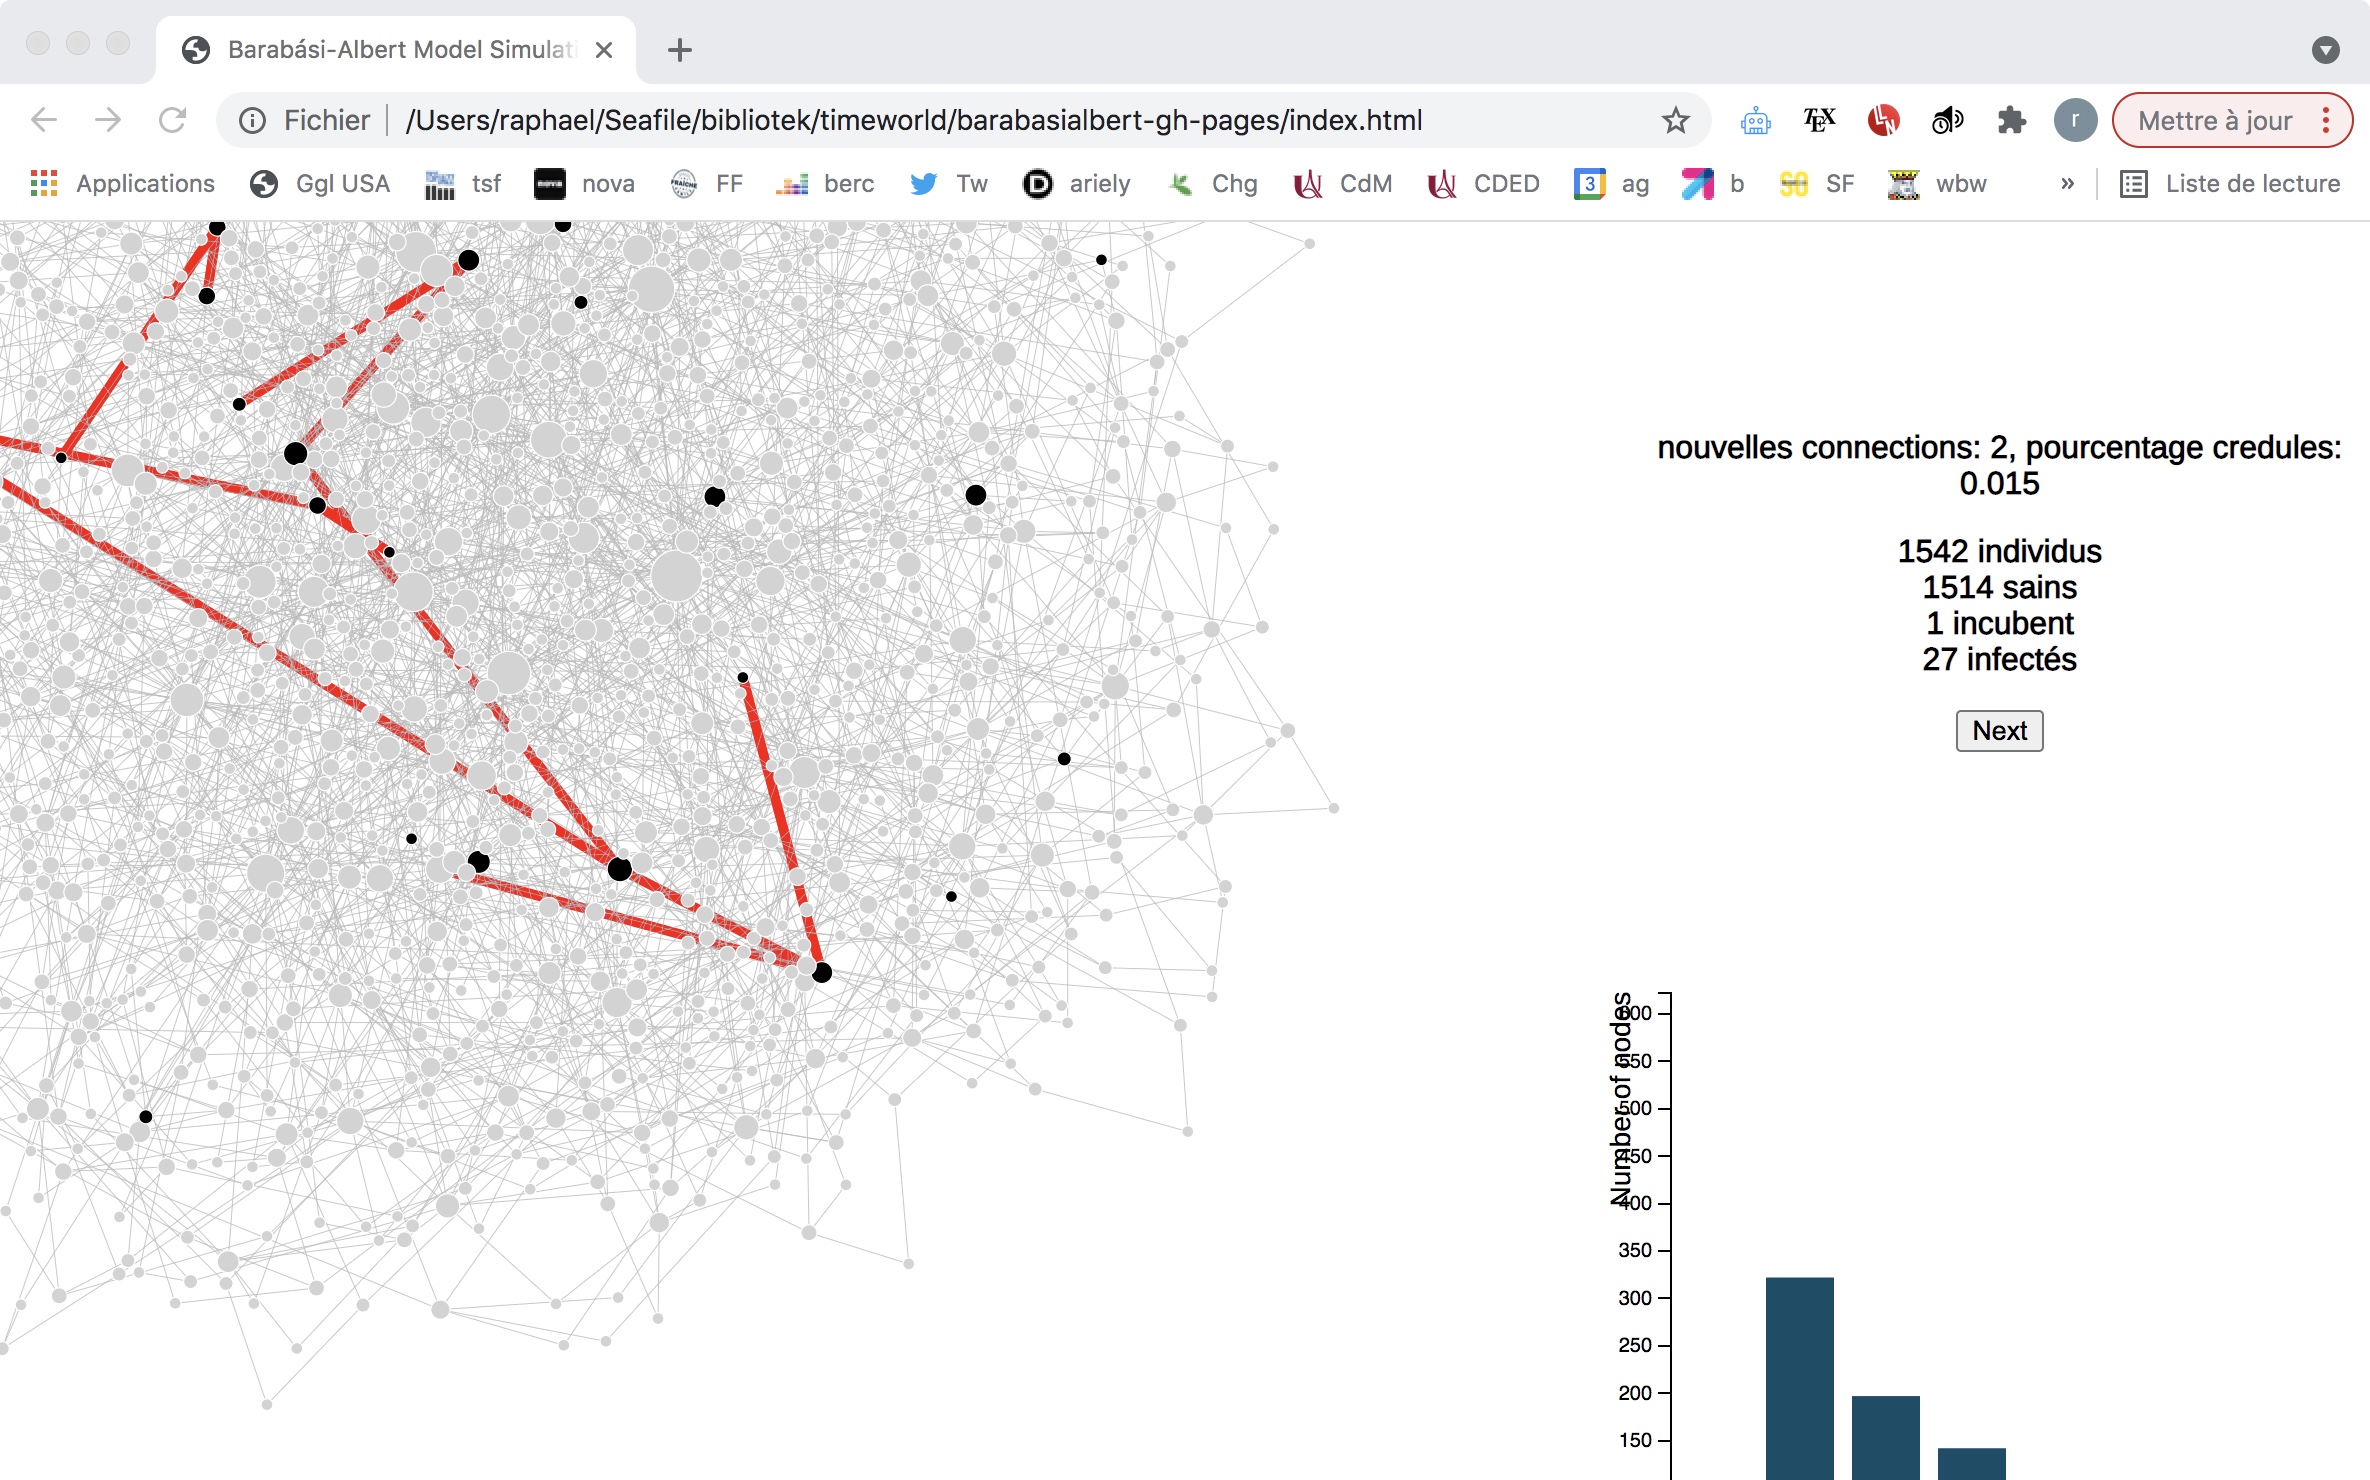 Barabási-Albert Model Simulati
Fichier /Users/raphael/Seafile/bibliotek/timeworld/barabasialbert-gh-pages/index.html
r
Mettre à jour
Applications Ggl USA tsf nova FF berc Tw ariely Chg CdM CDED 3 ag b SF wbw » Liste de lecture
nouvelles connections: 2, pourcentage credules:
0.015
1542 individus
1514 sains
1 incubent
27 infectés
Next
Number of nodes
600
550
500
450
400
350
300
250
200
150